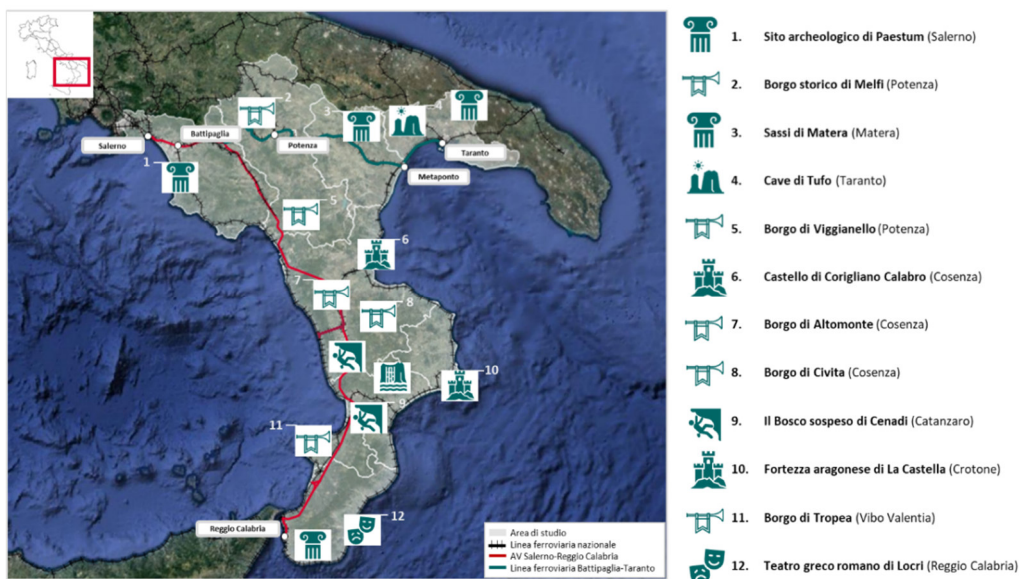 2
3
Salerno
Battipaglia
Potenza
Taranto
Metaponto
1
5
6
7
8
10
9
11
12
Reggio Calabria
Area di studio
Linea ferroviaria nazionale
AV Salerno-Reggio Calabria
Linea ferroviaria Battipaglia-Taranto
1. Sito archeologico di Paestum (Salerno)
2. Borgo storico di Melfi (Potenza)
3. Sassi di Matera (Matera)
4. Cave di Tufo (Taranto)
5. Borgo di Viggianello (Potenza)
6. Castello di Corigliano Calabro (Cosenza)
7. Borgo di Altomonte (Cosenza)
8. Borgo di Civita (Cosenza)
9. Il Bosco sospeso di Cenadi (Catanzaro)
10. Fortezza aragonese di La Castella (Crotone)
11. Borgo di Tropea (Vibo Valentia)
12. Teatro greco romano di Locri (Reggio Calabria)